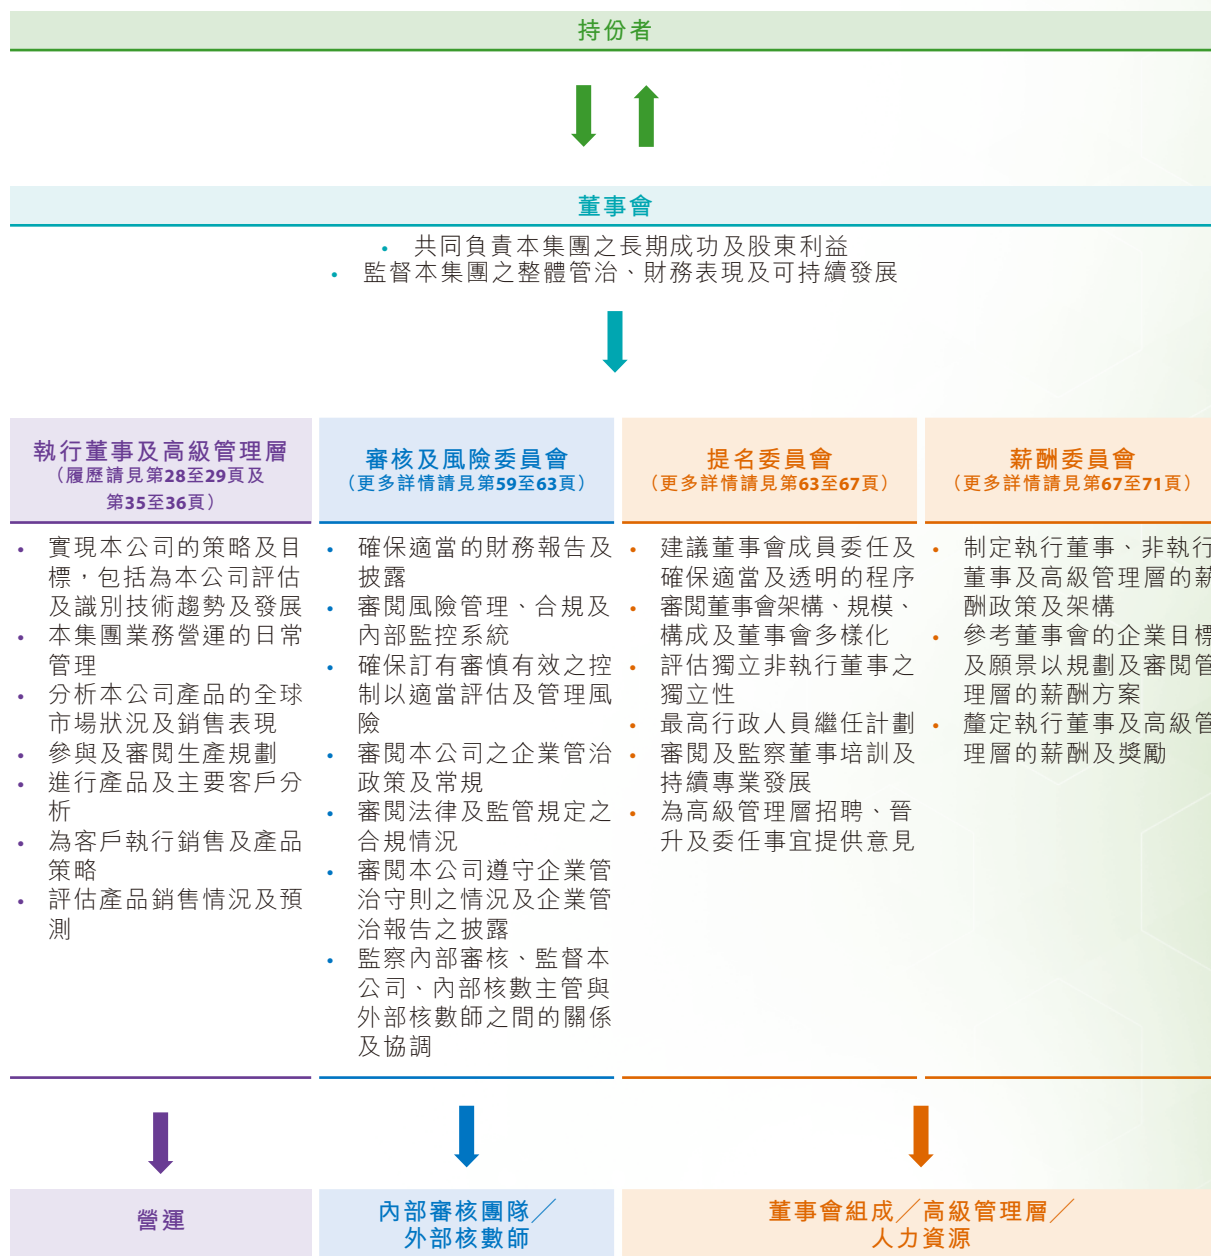 持份者
董事會
• 共同負責本集團之長期成功及股東利益
• 監督本集團之整體管治、財務表現及可持續發展
執行董事及高級管理層
（履歷請見第28至29頁及
第35至36頁）
• 實現本公司的策略及目
標，包括為本公司評估
及識別技術趨勢及發展
• 本集團業務營運的日常
管理
• 分析本公司產品的全球
市場狀況及銷售表現
• 參與及審閱生產規劃
• 進行產品及主要客戶分
析
• 為客戶執行銷售及產品
策略
• 評估產品銷售情況及預
測
審核及風險委員會
（更多詳情請見第59至63頁）
• 確保適當的財務報告及
披露
• 審閱風險管理、合規及
內部監控系統
• 確保訂有審慎有效之控
制以適當評估及管理風
險
• 審閱本公司之企業管治
政策及常規
• 審閱法律及監管規定之
合規情況
• 審閱本公司遵守企業管
治守則之情況及企業管
治報告之披露
• 監察內部審核、監督本
公司、內部核數主管與
外部核數師之間的關係
及協調
提名委員會
（更多詳情請見第63至67頁）
• 建議董事會成員委任及
確保適當及透明的程序
• 審閱董事會架構、規模、
構成及董事會多樣化
• 評估獨立非執行董事之
獨立性
• 最高行政人員繼任計劃
• 審閱及監察董事培訓及
持續專業發展
• 為高級管理層招聘、晉
升及委任事宜提供意見
薪酬委員會
（更多詳情請見第67至71頁）
• 制定執行董事、非執行
董事及高級管理層的薪
酬政策及架構
• 參考董事會的企業目標
及願景以規劃及審閱管
理層的薪酬方案
• 釐定執行董事及高級管
理層的薪酬及獎勵
營運
內部審核團隊╱
外部核數師
董事會組成╱高級管理層╱
人力資源